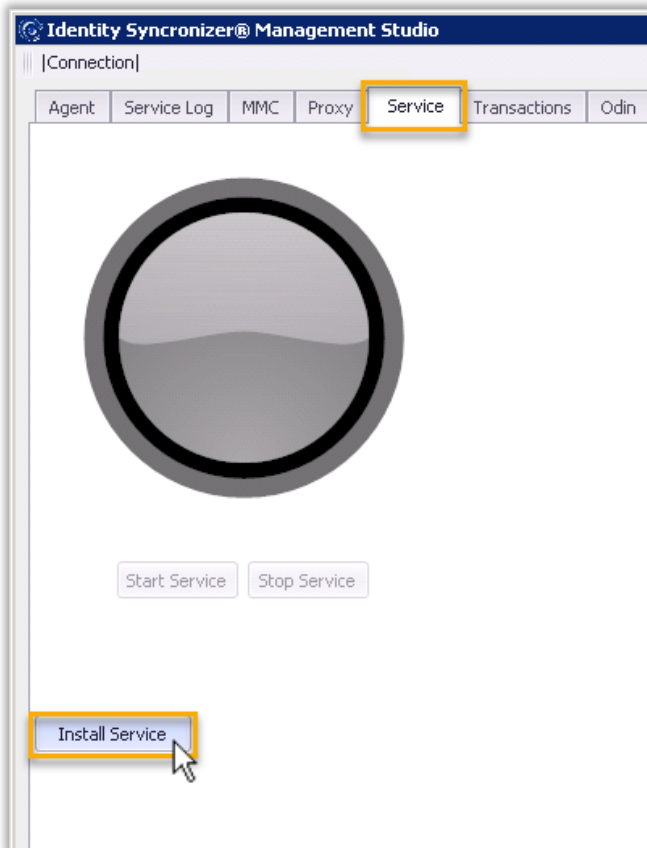 Identity Syncronizer® Management Studio
|Connection|
Agent Service Log MMC Proxy Service Transactions Odin
Start Service Stop Service
Install Service